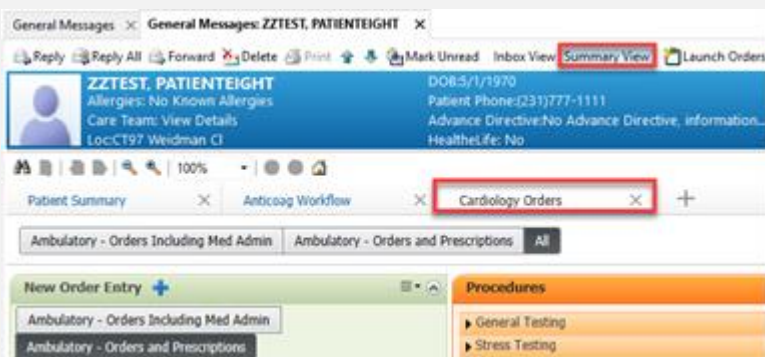 General Messages × General Messages: ZZTEST, PATIENTEIGHT ×
Reply Reply All Forward Delete Print Mark Unread Inbox View Summary View Launch Orders
ZZTEST, PATIENTEIGHT DOB:5/1/1970
Allergies: No Known Allergies Patient Phone:(231)777-1111
Care Team: View Details Advance Directive:No Advance Directive, information...
Loc:CT97 Weidman Cl HealtheLife: No
100%
Patient Summary × Anticoag Workflow × Cardiology Orders × +
Ambulatory - Orders Including Med Admin Ambulatory - Orders and Prescriptions All
New Order Entry + Procedures
Ambulatory - Orders Including Med Admin General Testing
Ambulatory - Orders and Prescriptions Stress Testing